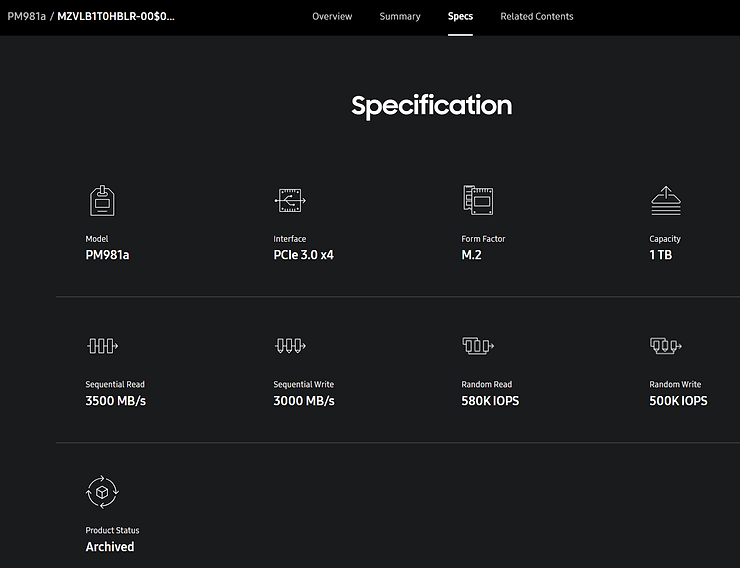 PM981a / MZVLB1T0HBLR-00$0...
Overview Summary Specs Related Contents
Specification
Model Interface Form Factor Capacity
PM981a PCIe 3.0 x4 M.2 1 TB
Sequential Read Sequential Write Random Read Random Write
3500 MB/s 3000 MB/s 580K IOPS 500K IOPS
Product Status
Archived